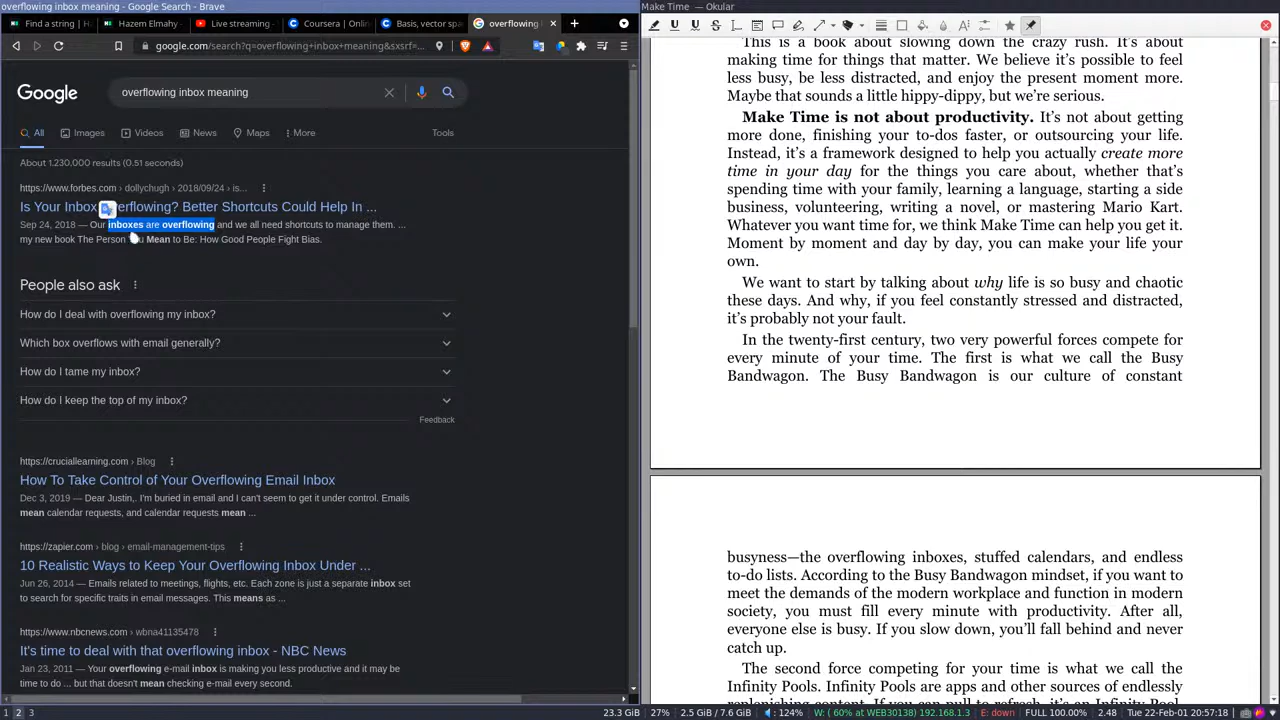 overflowing inbox meaning - Google Search - Brave
Find a string | H
Hazem Elmahy -
Live streaming -
Coursera | Onlin
Basis, vector sp
overflowing i
google.com/search?q=overflowing+inbox+meaning&sxsrf=...
Google
overflowing inbox meaning
All
Images
Videos
News
Maps
More
Tools
About 1,230,000 results (0.51 seconds)
https://www.forbes.com › dollychugh › 2018/09/24 › is...
Is Your Inbox erflowing? Better Shortcuts Could Help In ...
Sep 24, 2018 — Our inboxes are overflowing and we all need shortcuts to manage them. ...
my new book The Person u Mean to Be: How Good People Fight Bias.
People also ask
How do I deal with overflowing my inbox?
Which box overflows with email generally?
How do I tame my inbox?
How do I keep the top of my inbox?
Feedback
https://cruciallearning.com › Blog
How To Take Control of Your Overflowing Email Inbox
Dec 3, 2019 — Dear Justin,. I'm buried in email and I can't seem to get it under control. Emails
mean calendar requests, and calendar requests mean ...
https://zapier.com › blog › email-management-tips
10 Realistic Ways to Keep Your Overflowing Inbox Under ...
Jun 26, 2014 — Emails related to meetings, flights, etc. Each zone is just a separate inbox set
to search for specific traits in email messages. This means as ...
https://www.nbcnews.com › wbna41135478
It's time to deal with that overflowing inbox - NBC News
Jan 23, 2011 — Your overflowing e-mail inbox is making you less productive and it may be
time to do ... but that doesn't mean checking e-mail every second.
Make Time — Okular
This is a book about slowing down the crazy rush. It’s about
making time for things that matter. We believe it’s possible to feel
less busy, be less distracted, and enjoy the present moment more.
Maybe that sounds a little hippy-dippy, but we’re serious.
Make Time is not about productivity. It’s not about getting
more done, finishing your to-dos faster, or outsourcing your life.
Instead, it’s a framework designed to help you actually create more
time in your day for the things you care about, whether that’s
spending time with your family, learning a language, starting a side
business, volunteering, writing a novel, or mastering Mario Kart.
Whatever you want time for, we think Make Time can help you get it.
Moment by moment and day by day, you can make your life your
own.
We want to start by talking about why life is so busy and chaotic
these days. And why, if you feel constantly stressed and distracted,
it’s probably not your fault.
In the twenty-first century, two very powerful forces compete for
every minute of your time. The first is what we call the Busy
Bandwagon. The Busy Bandwagon is our culture of constant
busyness—the overflowing inboxes, stuffed calendars, and endless
to-do lists. According to the Busy Bandwagon mindset, if you want to
meet the demands of the modern workplace and function in modern
society, you must fill every minute with productivity. After all,
everyone else is busy. If you slow down, you’ll fall behind and never
catch up.
The second force competing for your time is what we call the
Infinity Pools. Infinity Pools are apps and other sources of endlessly
replenishing content. If you can pull to refresh, it’s an Infinity Pool.
1 2 3
23.3 GiB | 27% | 2.5 GiB / 7.6 GiB | : 124% | W: ( 60% at WEB30138) 192.168.1.3 | E: down | FULL 100.00% | 2.48 | Tue 22-Feb-01 20:57:18